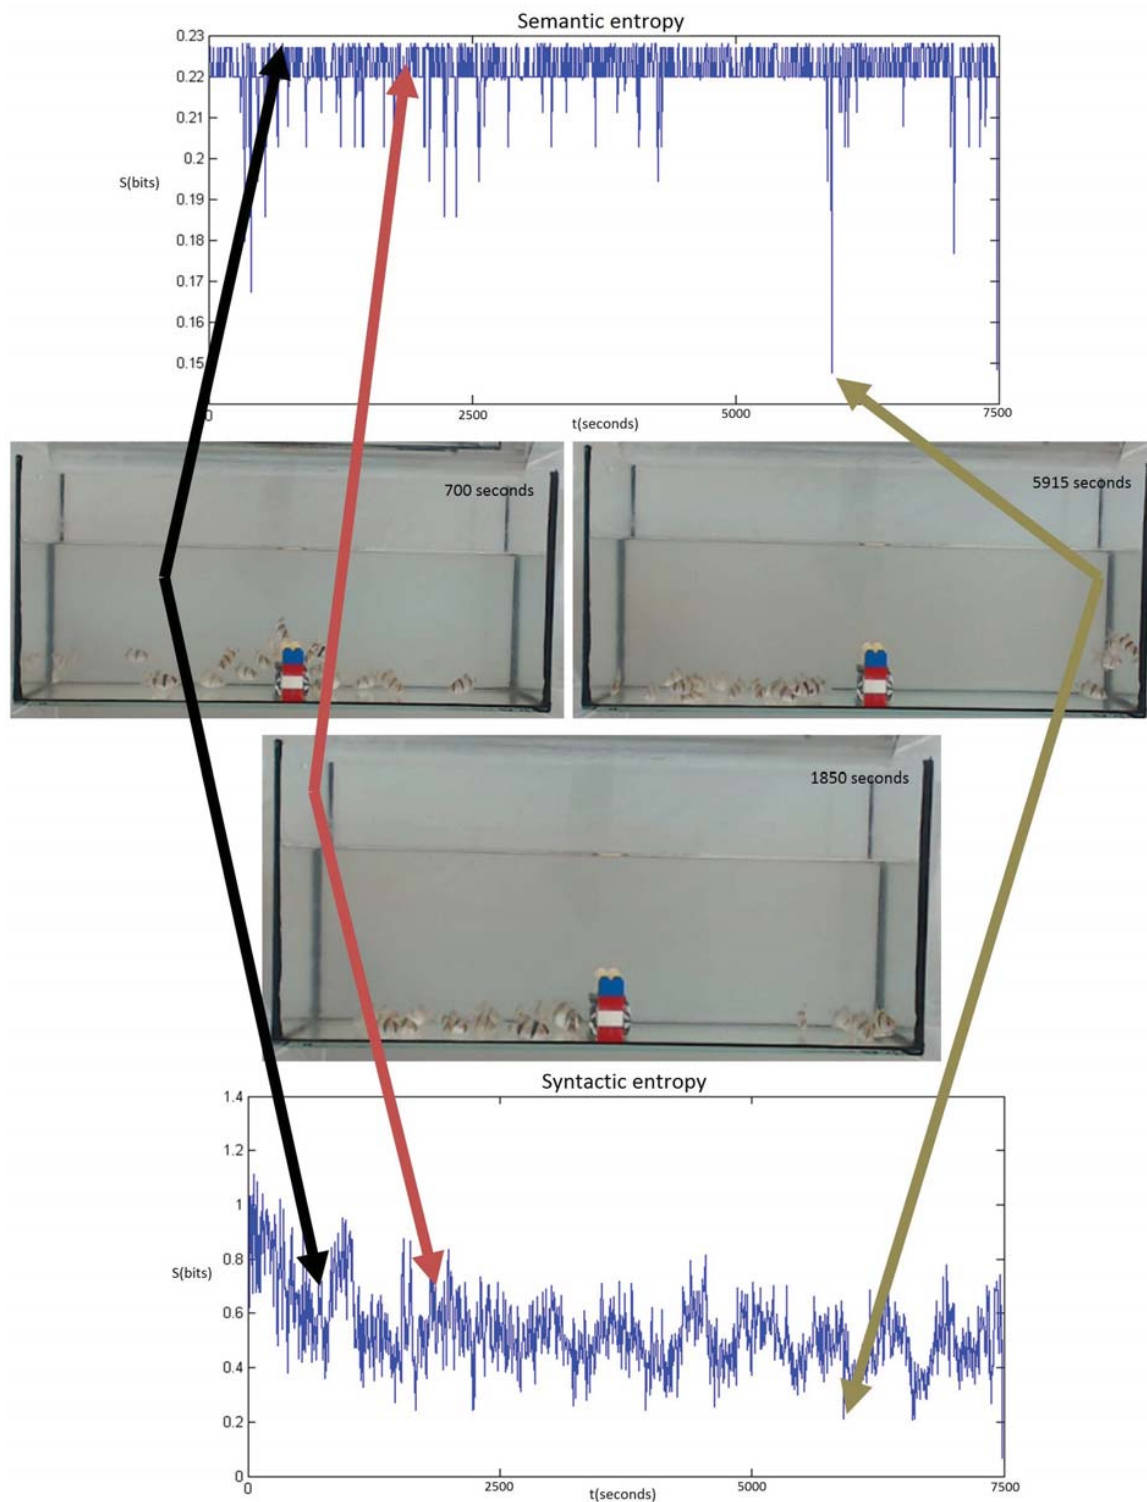 Semantic entropy
0.23
0.22
0.21
0.2
S(bits)
0.19
0.18
0.17
0.16
0.15
0 2500 5000 7500
t(seconds)
700 seconds 5915 seconds
1850 seconds
Syntactic entropy
1.4
1.2
1
0.8
S(bits)
0.6
0.4
0.2
0
0 2500 5000 7500
t(seconds)